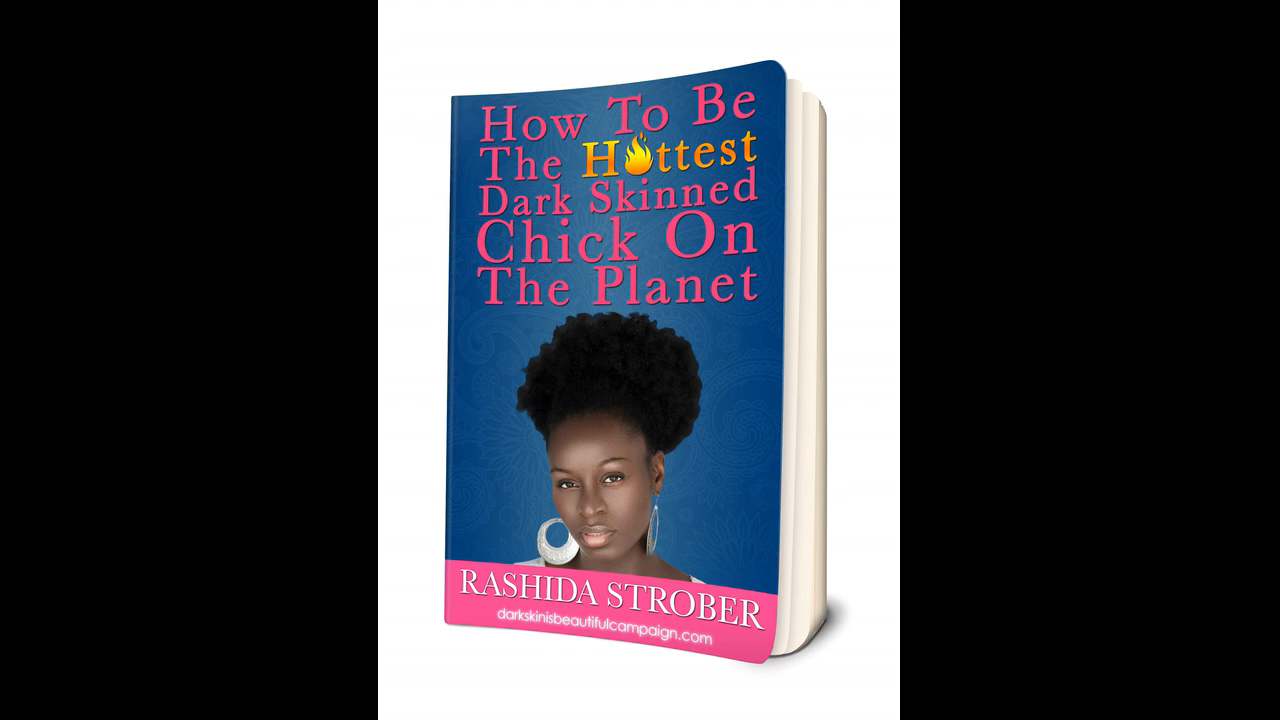 How To Be
The Hottest
Dark Skinned
Chick On
The Planet
RASHIDA STROBER
darkskinisbeautifulcampaign.com